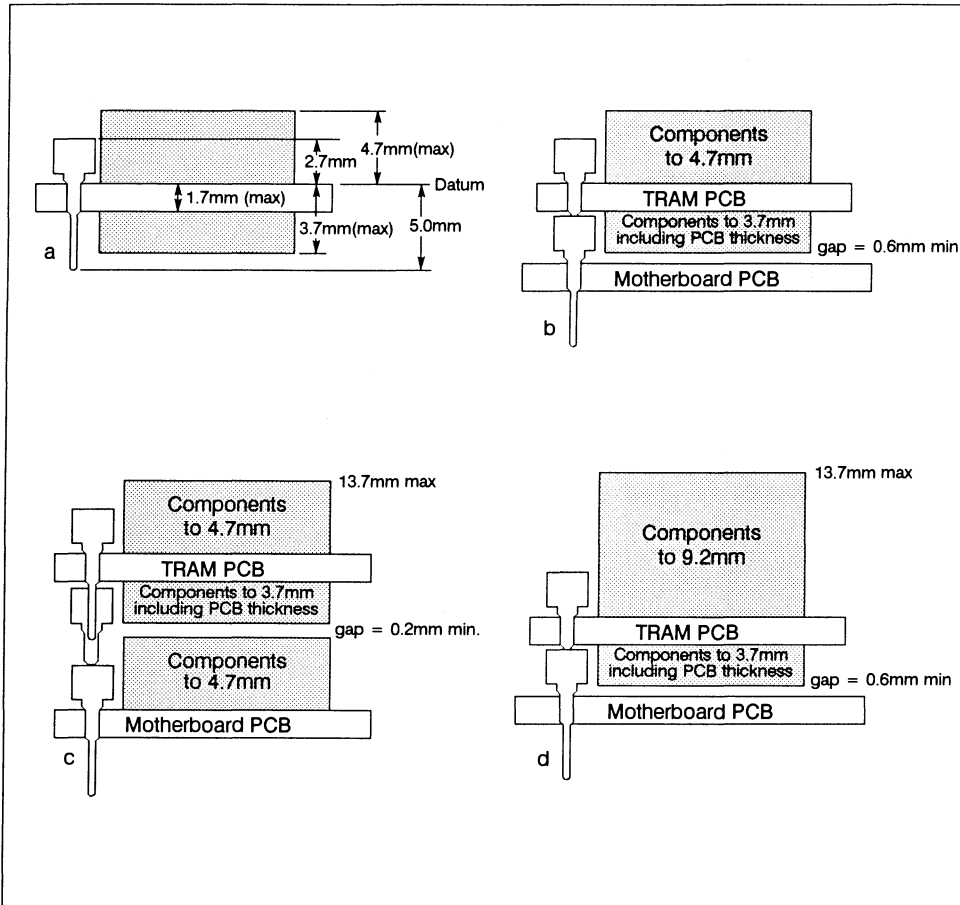 4.7mm(max)
2.7mm
Datum
1.7mm (max)
5.0mm
3.7mm(max)
a
Components
to 4.7mm
TRAM PCB
Components to 3.7mm
including PCB thickness
gap = 0.6mm min
Motherboard PCB
b
13.7mm max
Components
to 4.7mm
TRAM PCB
Components to 3.7mm
including PCB thickness
gap = 0.2mm min.
Components
to 4.7mm
Motherboard PCB
c
13.7mm max
Components
to 9.2mm
TRAM PCB
Components to 3.7mm
including PCB thickness
gap = 0.6mm min
Motherboard PCB
d